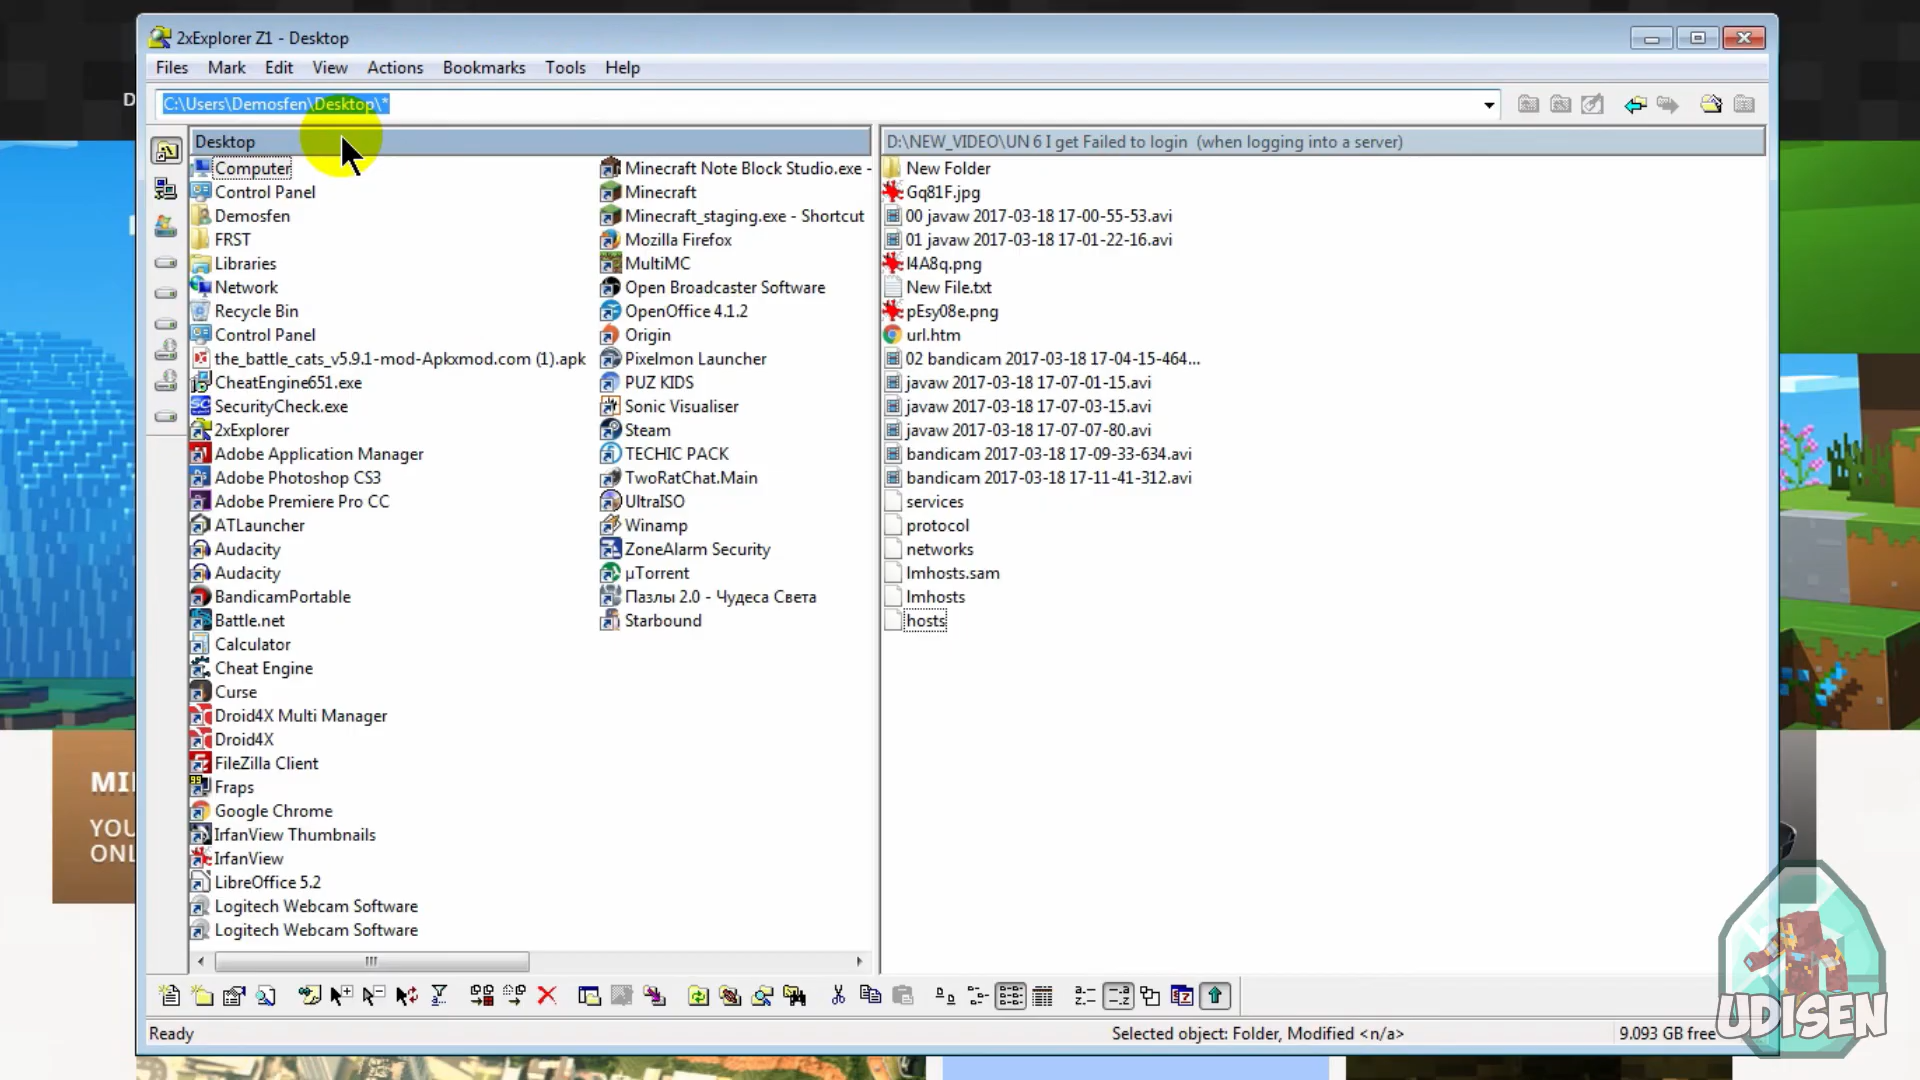 2xExplorer Z1 - Desktop
Files Mark Edit View Actions Bookmarks Tools Help
D
C:\Users\Demosfen\Desktop\*
Desktop
Computer
Control Panel
Demosfen
FRST
Libraries
Network
Recycle Bin
Control Panel
the_battle_cats_v5.9.1-mod-Apkxmod.com (1).apk
CheatEngine651.exe
SecurityCheck.exe
2xExplorer
Adobe Application Manager
Adobe Photoshop CS3
Adobe Premiere Pro CC
ATLauncher
Audacity
Audacity
BandicamPortable
Battle.net
Calculator
Cheat Engine
Curse
Droid4X Multi Manager
Droid4X
FileZilla Client
Fraps
Google Chrome
IrfanView Thumbnails
IrfanView
LibreOffice 5.2
Logitech Webcam Software
Logitech Webcam Software
Minecraft Note Block Studio.exe -
Minecraft
Minecraft_staging.exe - Shortcut
Mozilla Firefox
MultiMC
Open Broadcaster Software
OpenOffice 4.1.2
Origin
Pixelmon Launcher
PUZ KIDS
Sonic Visualiser
Steam
TECHIC PACK
TwoRatChat.Main
UltraISO
Winamp
ZoneAlarm Security
µTorrent
Пазлы 2.0 - Чудеса Света
Starbound
D:\NEW_VIDEO\UN 6 I get Failed to login (when logging into a server)
New Folder
Gq81F.jpg
00 javaw 2017-03-18 17-00-55-53.avi
01 javaw 2017-03-18 17-01-22-16.avi
I4A8q.png
New File.txt
pEsy08e.png
url.htm
02 bandicam 2017-03-18 17-04-15-464...
javaw 2017-03-18 17-07-01-15.avi
javaw 2017-03-18 17-07-03-15.avi
javaw 2017-03-18 17-07-07-80.avi
bandicam 2017-03-18 17-09-33-634.avi
bandicam 2017-03-18 17-11-41-312.avi
services
protocol
networks
lmhosts.sam
lmhosts
hosts
MI
YOU
ONL
Ready
Selected object: Folder, Modified <n/a>
9.093 GB free
UDISEN